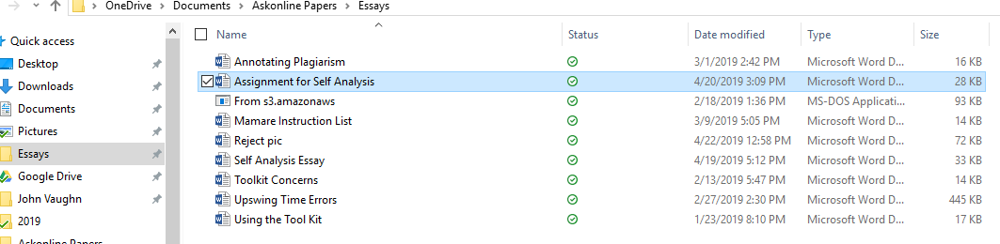 OneDrive > Documents > Askonline Papers > Essays
Name Status Date modified Type Size
Quick access
Desktop
Downloads
Documents
Pictures
Essays
Google Drive
John Vaughn
2019
Askonline Papers
Annotating Plagiarism 3/1/2019 2:42 PM Microsoft Word D... 16 KB
Assignment for Self Analysis 4/20/2019 3:09 PM Microsoft Word D... 28 KB
From s3.amazonaws 2/18/2019 1:36 PM MS-DOS Applicati... 93 KB
Mamare Instruction List 3/9/2019 5:05 PM Microsoft Word D... 14 KB
Reject pic 4/22/2019 12:58 PM Microsoft Word D... 72 KB
Self Analysis Essay 4/19/2019 5:12 PM Microsoft Word D... 33 KB
Toolkit Concerns 2/13/2019 5:47 PM Microsoft Word D... 14 KB
Upswing Time Errors 2/27/2019 2:30 PM Microsoft Word D... 445 KB
Using the Tool Kit 1/23/2019 8:10 PM Microsoft Word D... 17 KB